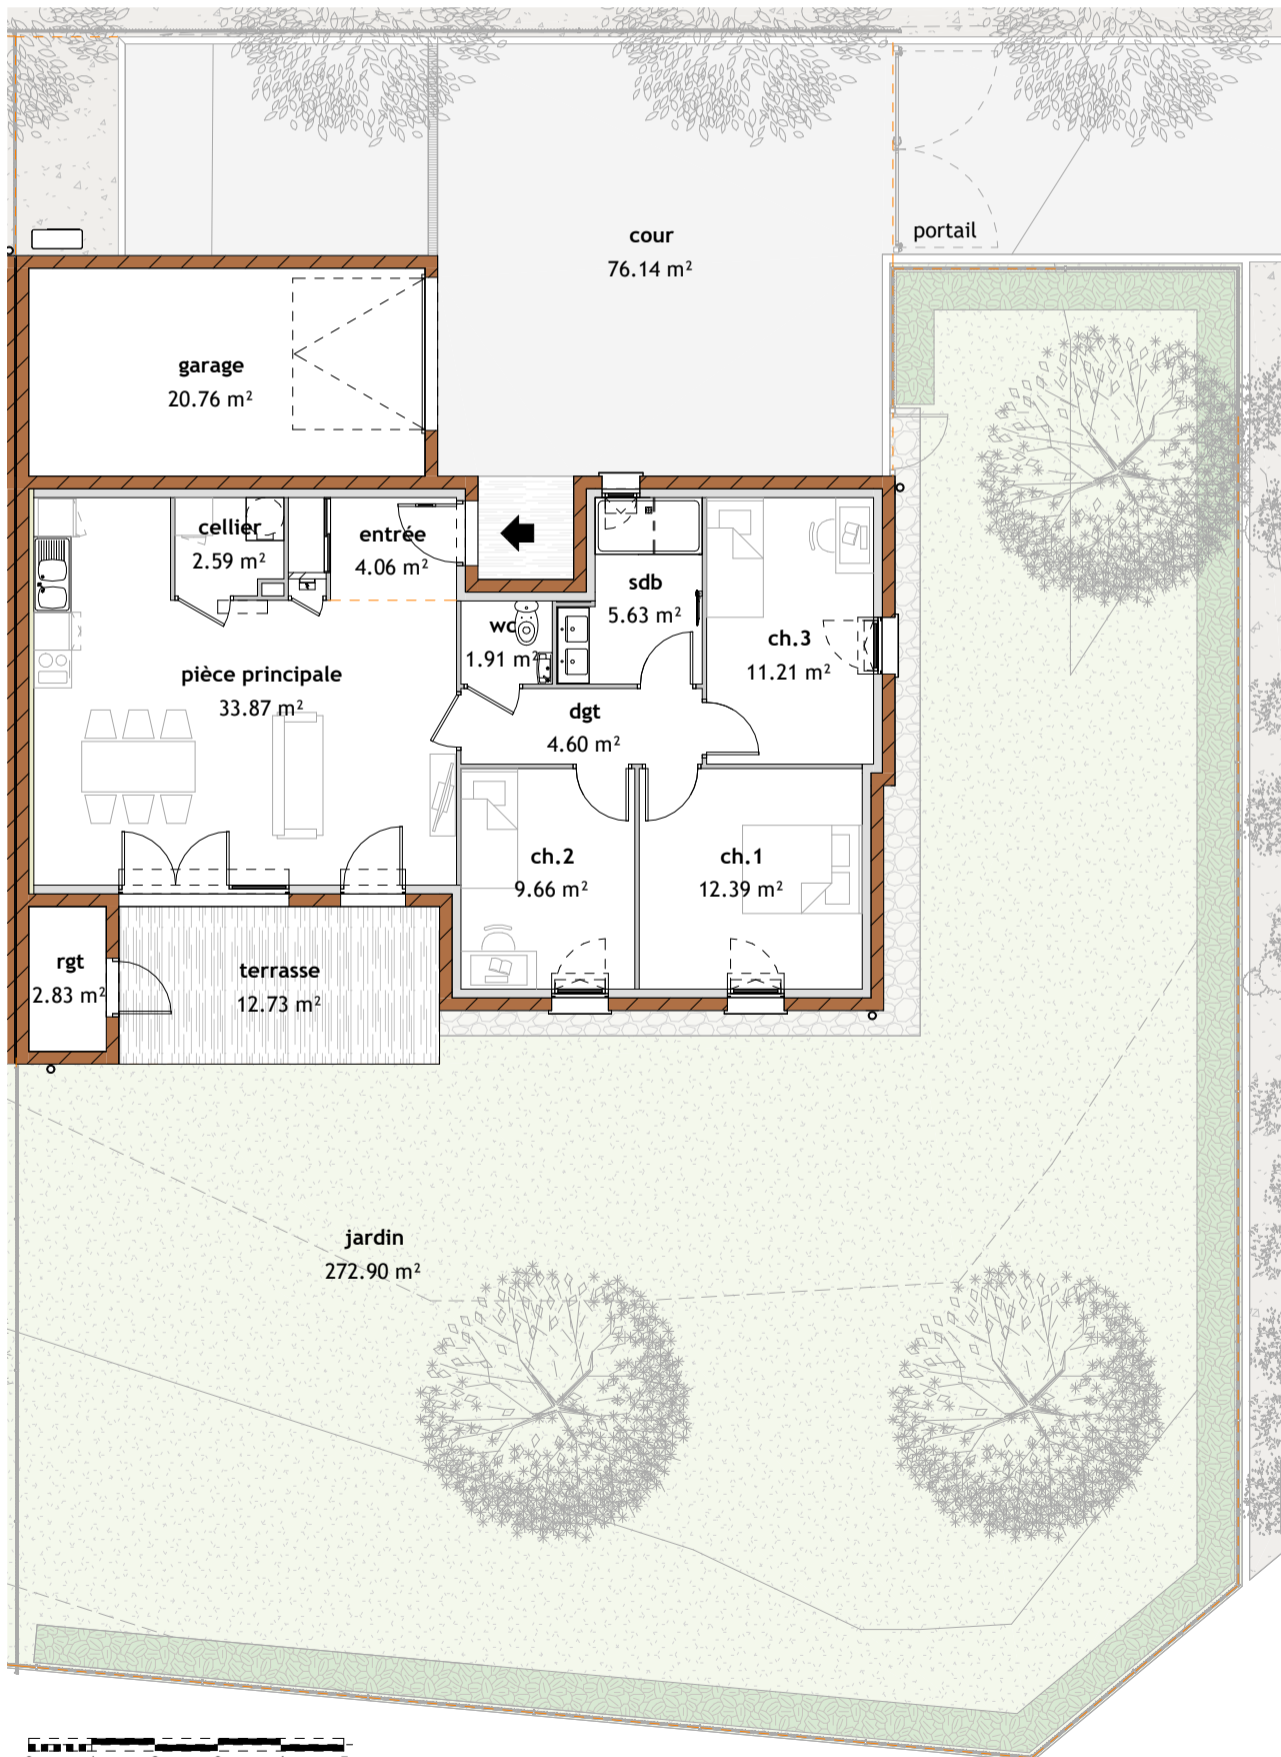 cour
76.14 m²
portail
garage
20.76 m²
cellier
2.59 m²
entrée
4.06 m²
sdb
5.63 m²
wc
1.91 m²
ch.3
11.21 m²
pièce principale
33.87 m²
dgt
4.60 m²
ch.2
9.66 m²
ch.1
12.39 m²
rgt
2.83 m²
terrasse
12.73 m²
jardin
272.90 m²